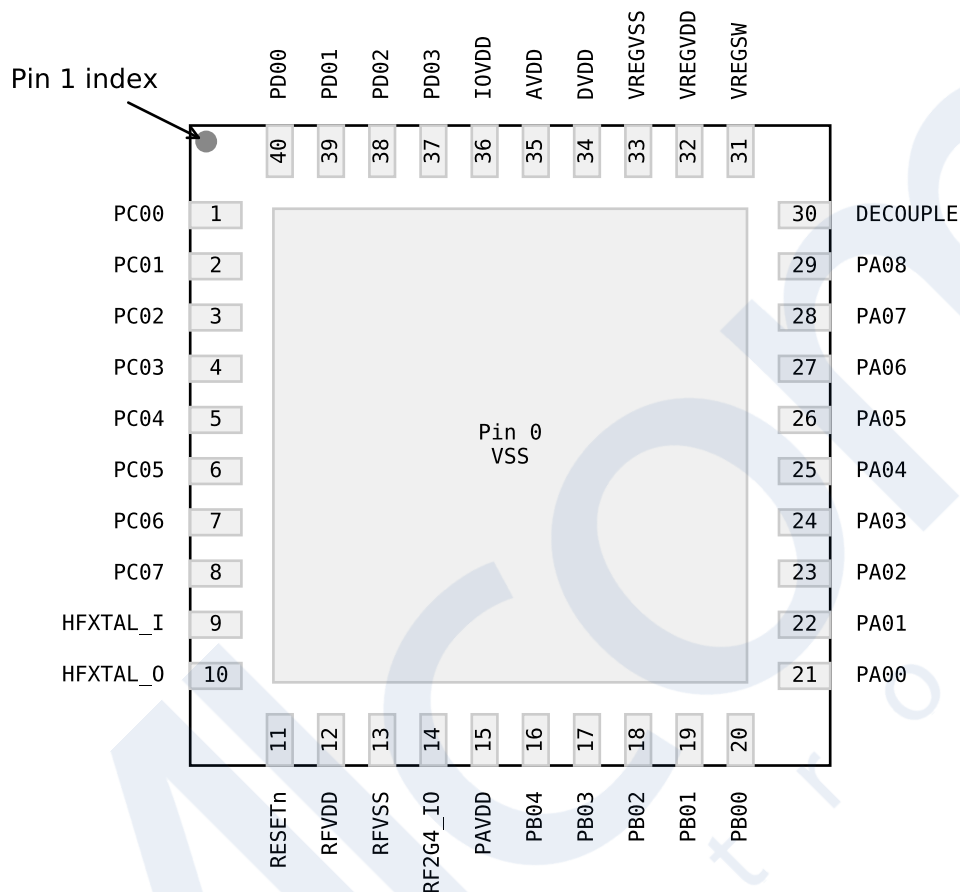 Pin 1 index
PD00
PD01
PD02
PD03
IOVDD
AVDD
DVDD
VREGVSS
VREGVDD
VREGSW
40
39
38
37
36
35
34
33
32
31
PC00 1
PC01 2
PC02 3
PC03 4
PC04 5
PC05 6
PC06 7
PC07 8
HFXTAL_I 9
HFXTAL_O 10
Pin 0
VSS
30 DECOUPLE
29 PA08
28 PA07
27 PA06
26 PA05
25 PA04
24 PA03
23 PA02
22 PA01
21 PA00
11
12
13
14
15
16
17
18
19
20
RESETn
RFVDD
RFVSS
RF2G4_IO
PAVDD
PB04
PB03
PB02
PB01
PB00